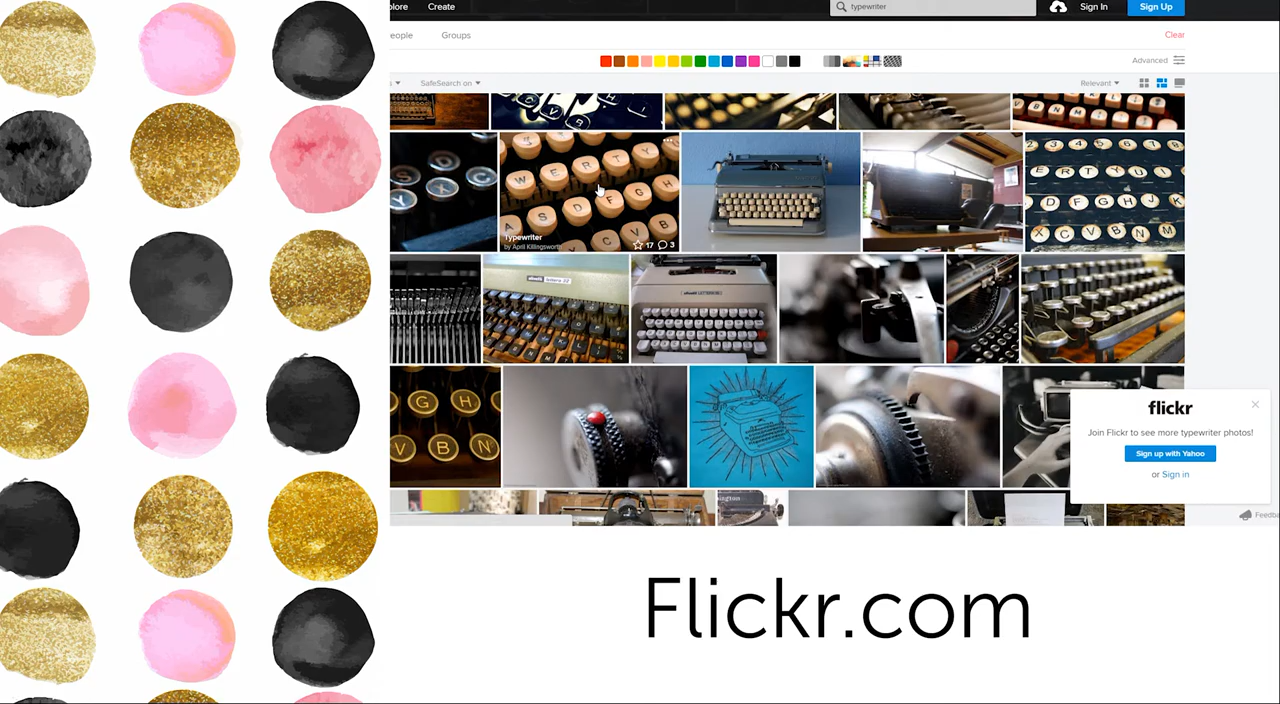 plore Create typewriter Sign In Sign Up
eople Groups Clear
Advanced
s SafeSearch on Relevant
Typewriter
by April Killingsworth 17 3
flickr
Join Flickr to see more typewriter photos!
Sign up with Yahoo
or Sign in
Feedba
Flickr.com